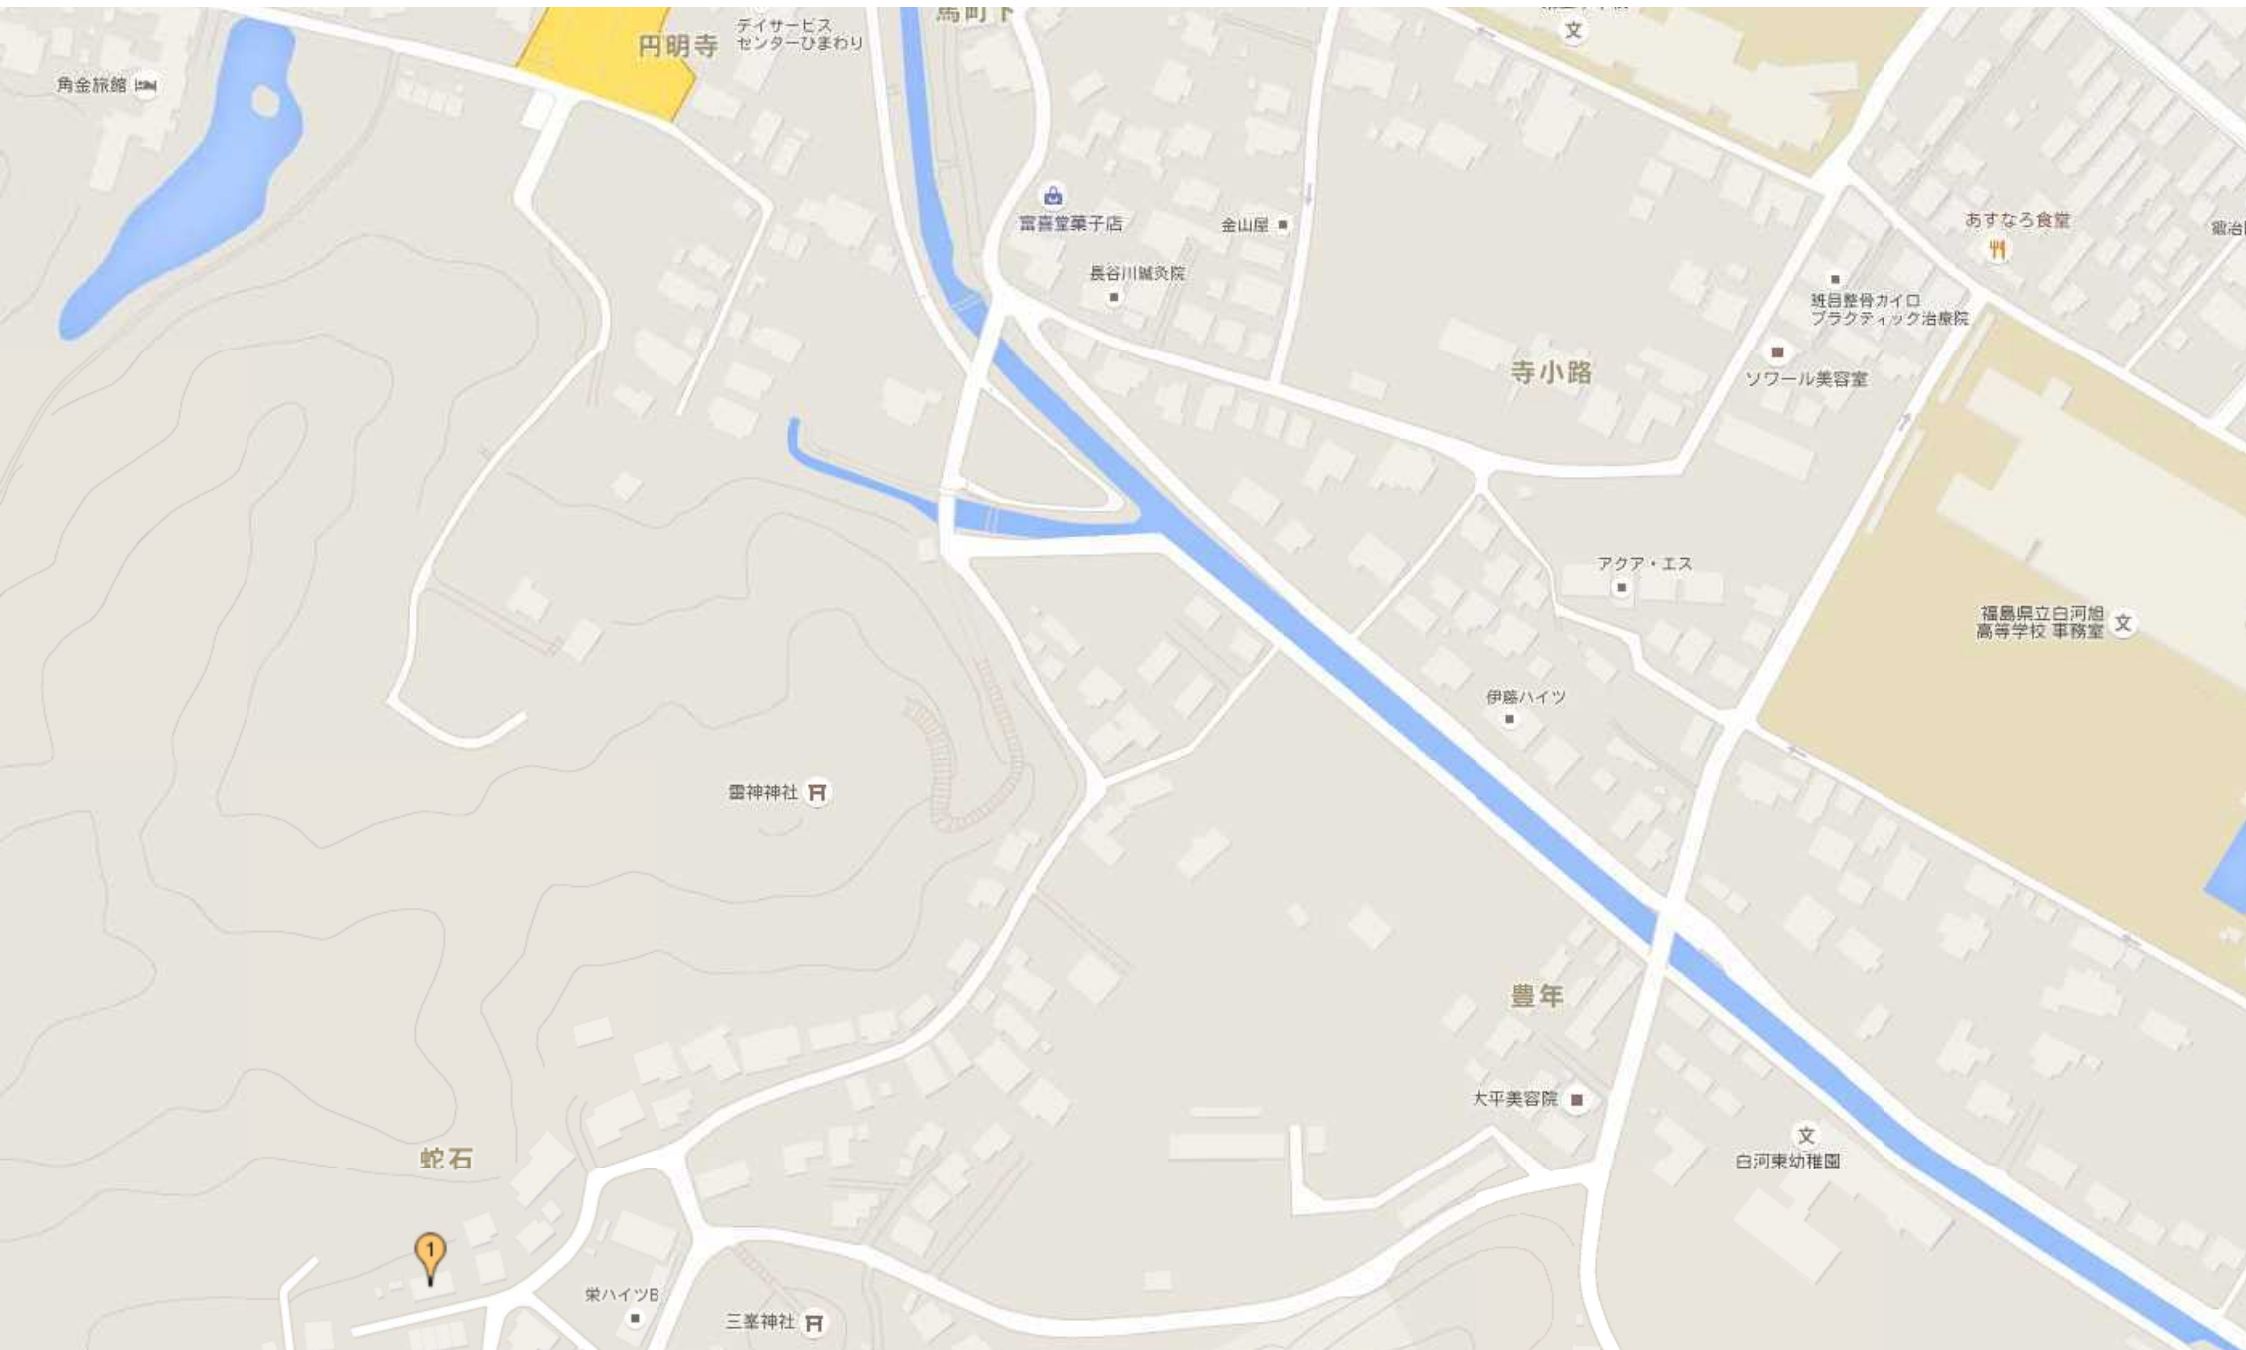 デイサービス
センターひまわり
円明寺
角金旅館
文
富喜堂菓子店
金山屋
長谷川鍼灸院
あすなろ食堂
班目整骨カイロ
プラクティック治療院
寺小路
ソワール美容室
アクア・エス
福島県立白河旭
高等学校 事務室
文
伊藤ハイツ
雷神神社
豊年
大平美容院
文
白河東幼稚園
蛇石
1
栄ハイツB
三峯神社